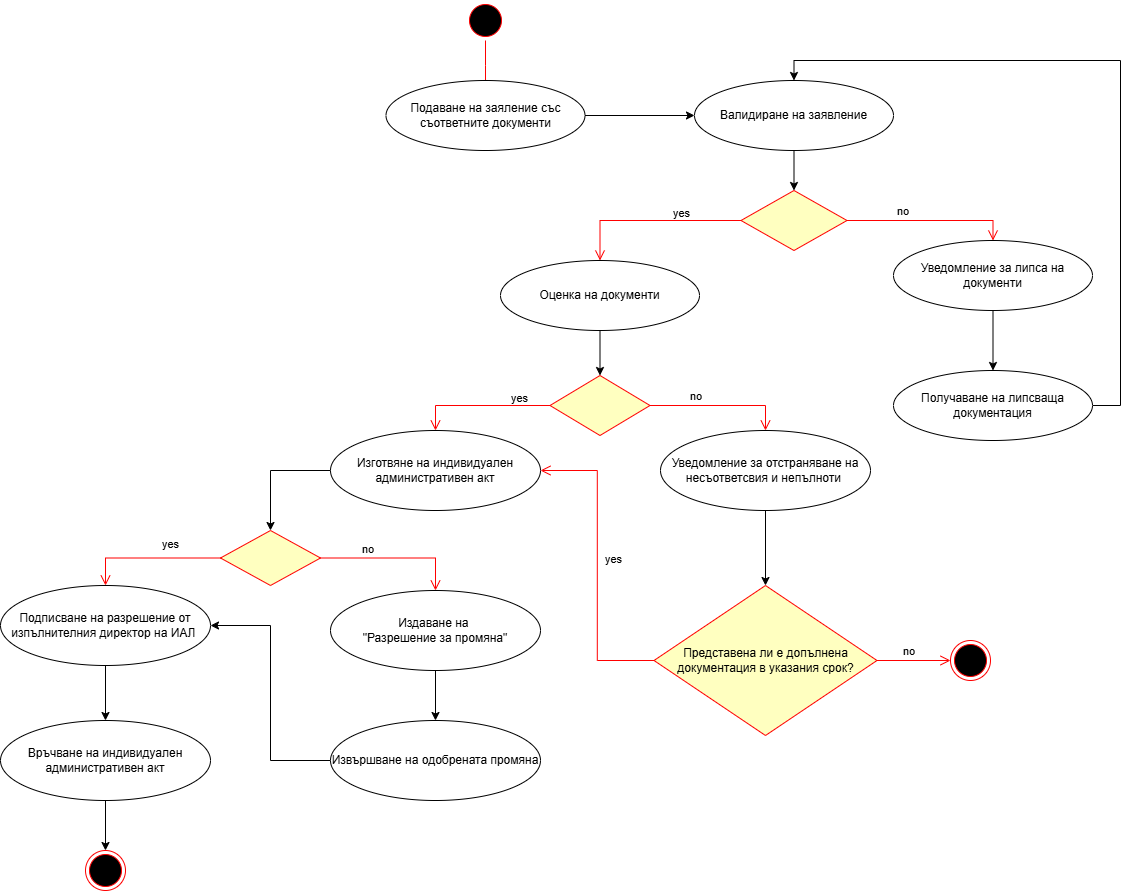 Подаване на заяление със
съответните документи
Валидиране на заявление
yes
no
Оценка на документи
Уведомление за липса на
документи
Получаване на липсваща
документация
yes
no
Изготвяне на индивидуален
административен акт
Уведомление за отстраняване на
несъответсвия и непълноти
yes
no
yes
Подписване на разрешение от
изпълнителния директор на ИАЛ
Издаване на
"Разрешение за промяна"
Представена ли е допълнена
документация в указания срок?
no
Връчване на индивидуален
административен акт
Извършване на одобрената промяна